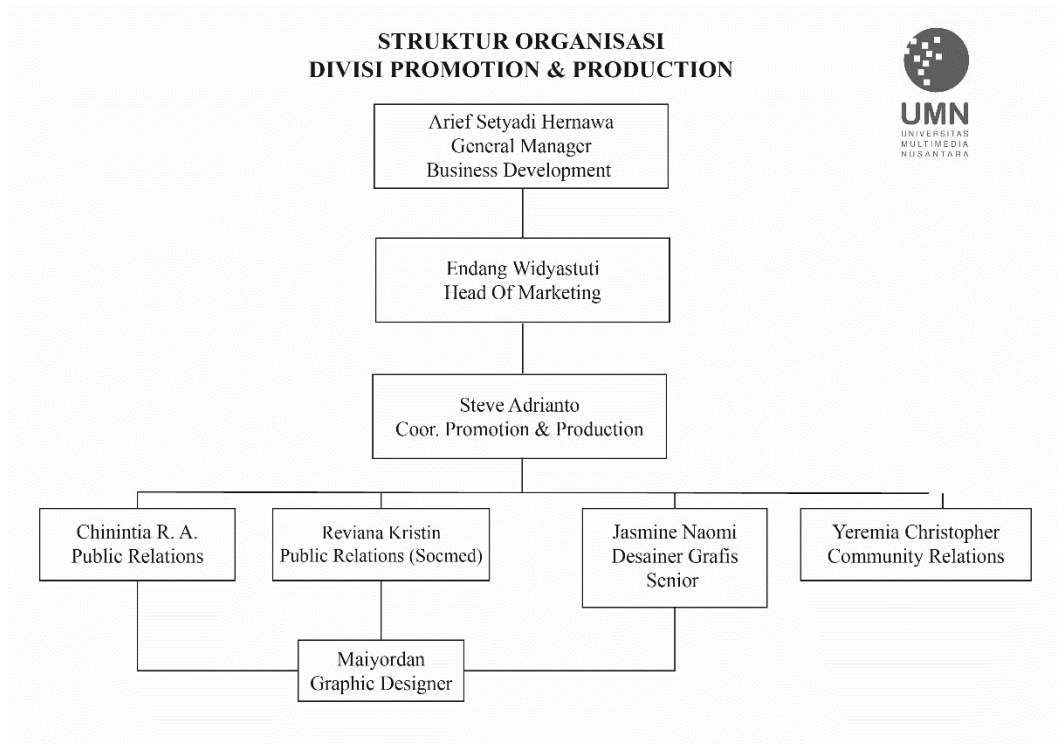 STRUKTUR ORGANISASI
DIVISI PROMOTION & PRODUCTION
UMN
UNIVERSITAS
MULTIMEDIA
NUSANTARA
Arief Setyadi Hernawa
General Manager
Business Development
Endang Widyastuti
Head Of Marketing
Steve Adrianto
Coor. Promotion & Production
Chinintia R. A.
Public Relations
Reviana Kristin
Public Relations (Socmed)
Jasmine Naomi
Desainer Grafis
Senior
Yeremia Christopher
Community Relations
Maiyordan
Graphic Designer